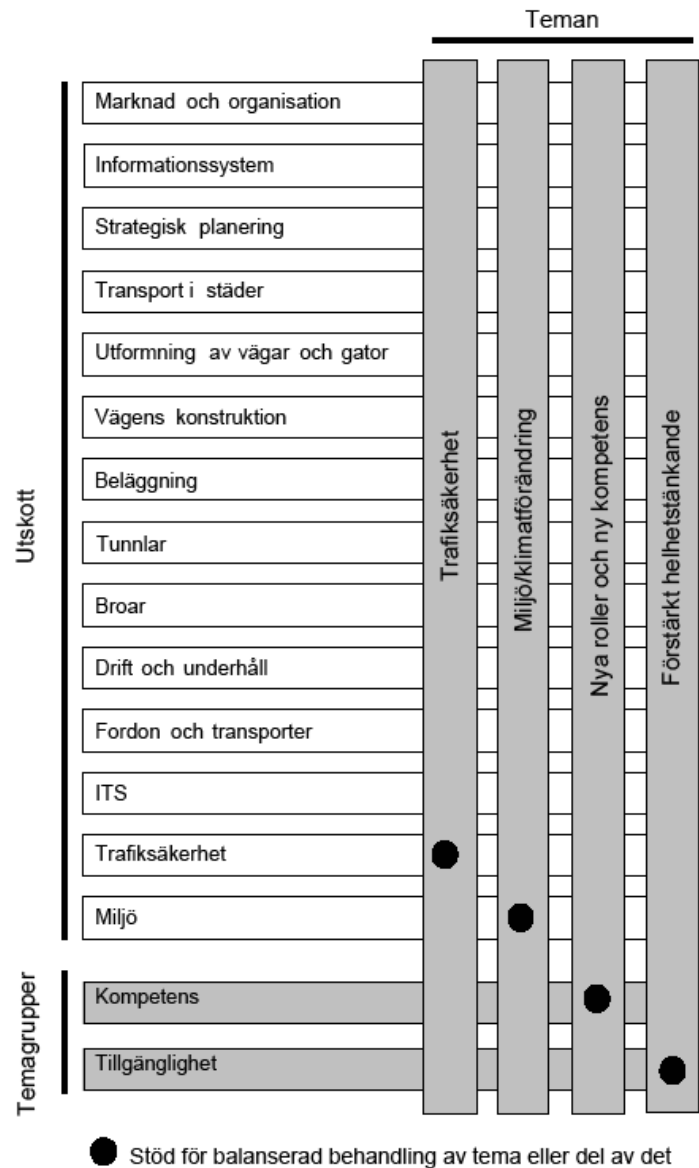 Teman
Marknad och organisation
Informationssystem
Strategisk planering
Transport i städer
Utformning av vägar och gator
Vägens konstruktion
Beläggning
Tunnlar
Broar
Drift och underhåll
Fordon och transporter
ITS
Trafiksäkerhet
Miljö
Kompetens
Tillgänglighet
Utskott
Temagrupper
Trafiksäkerhet
Miljö/klimatförändring
Nya roller och ny kompetens
Förstärkt helhetstänkande
Stöd för balanserad behandling av tema eller del av det